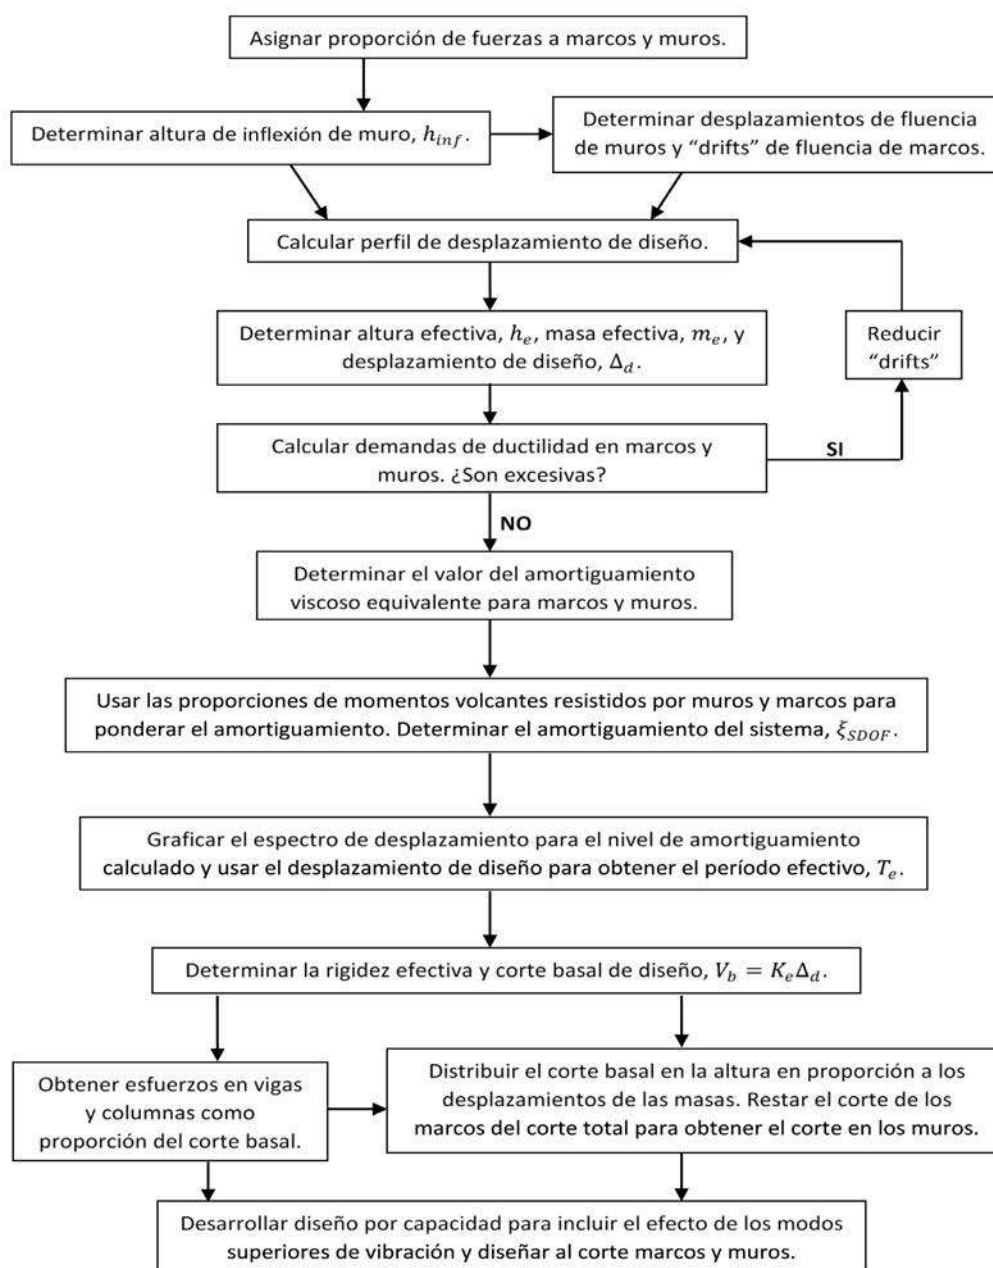 Asignar proporción de fuerzas a marcos y muros.
Determinar altura de inflexión de muro, h_{inf}.
Determinar desplazamientos de fluencia
de muros y “drifts” de fluencia de marcos.
Calcular perfil de desplazamiento de diseño.
Determinar altura efectiva, h_e, masa efectiva, m_e, y
desplazamiento de diseño, Δ_d.
Reducir
“drifts”
Calcular demandas de ductilidad en marcos y
muros. ¿Son excesivas?
SI
NO
Determinar el valor del amortiguamiento
viscoso equivalente para marcos y muros.
Usar las proporciones de momentos volcantes resistidos por muros y marcos para
ponderar el amortiguamiento. Determinar el amortiguamiento del sistema, ξ_{SDOF}.
Graficar el espectro de desplazamiento para el nivel de amortiguamiento
calculado y usar el desplazamiento de diseño para obtener el período efectivo, T_e.
Determinar la rigidez efectiva y corte basal de diseño, V_b = K_eΔ_d.
Obtener esfuerzos en vigas
y columnas como
proporción del corte basal.
Distribuir el corte basal en la altura en proporción a los
desplazamientos de las masas. Restar el corte de los
marcos del corte total para obtener el corte en los muros.
Desarrollar diseño por capacidad para incluir el efecto de los modos
superiores de vibración y diseñar al corte marcos y muros.